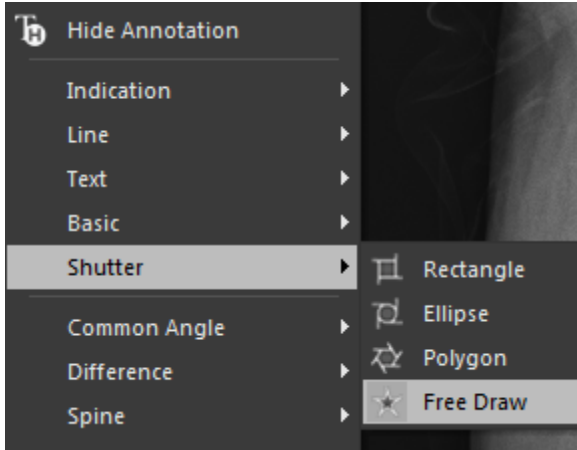 Hide Annotation
Indication
Line
Text
Basic
Shutter
Rectangle
Ellipse
Polygon
Free Draw
Common Angle
Difference
Spine